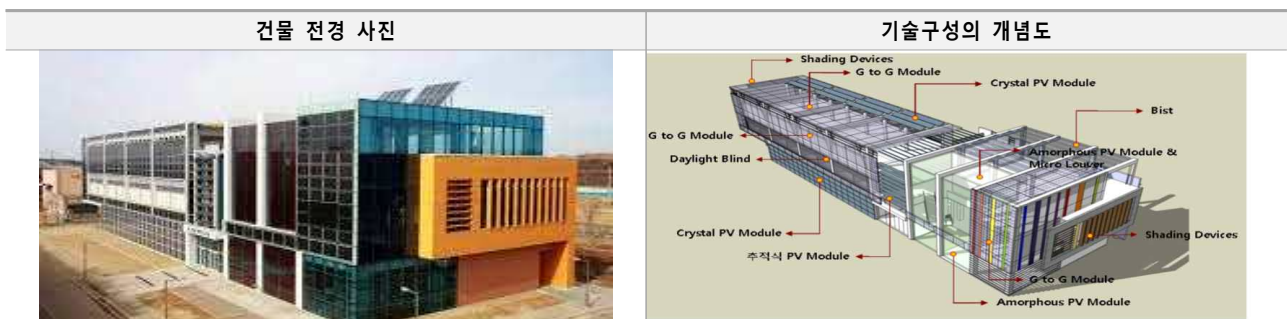 건물 전경 사진
기술구성의 개념도
Shading Devices
G to G Module
Crystal PV Module
Bist
G to G Module
Amorphous PV Module &
Micro Louver
Daylight Blind
Crystal PV Module
Shading Devices
추적식 PV Module
G to G Module
Amorphous PV Module